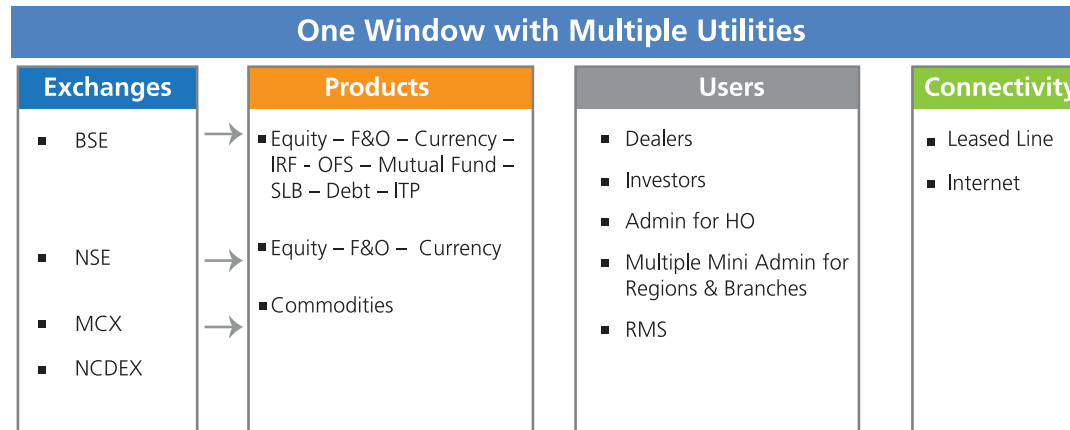 One Window with Multiple Utilities
Exchanges
BSE
NSE
MCX
NCDEX
Products
Equity – F&O – Currency –
IRF - OFS – Mutual Fund –
SLB – Debt – ITP
Equity – F&O – Currency
Commodities
Users
Dealers
Investors
Admin for HO
Multiple Mini Admin for
Regions & Branches
RMS
Connectivity
Leased Line
Internet